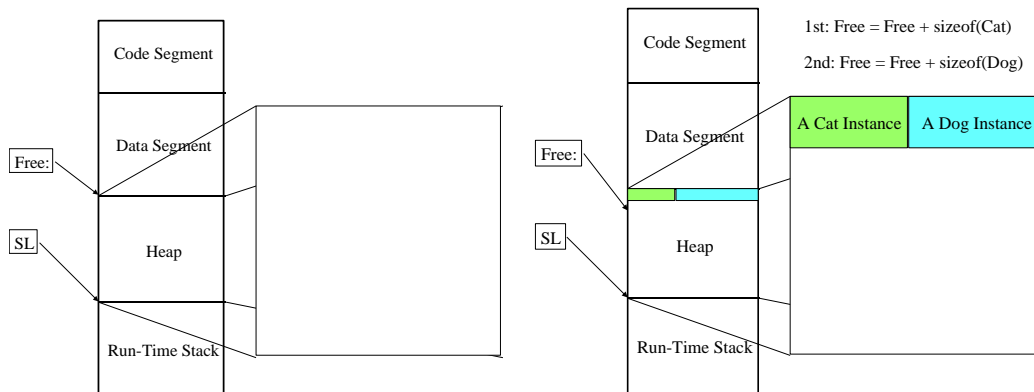 Code Segment
Data Segment
Free:
SL
Heap
Run-Time Stack
1st: Free = Free + sizeof(Cat)
2nd: Free = Free + sizeof(Dog)
Code Segment
A Cat Instance
A Dog Instance
Data Segment
Free:
SL
Heap
Run-Time Stack